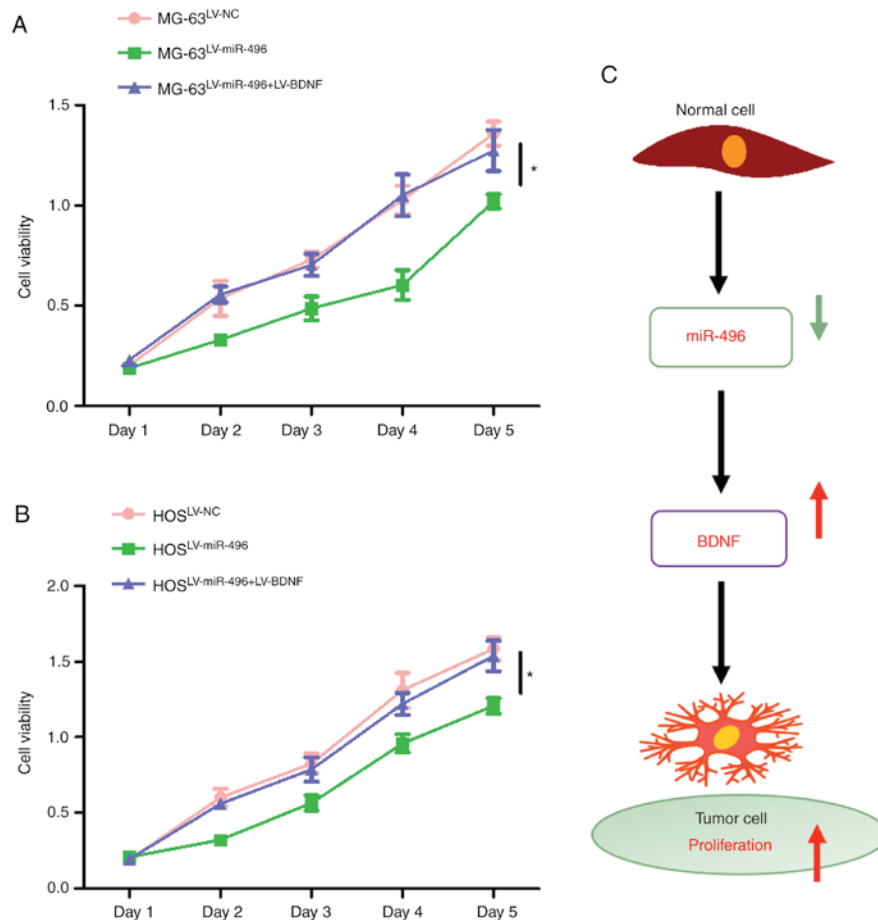 A
MG-63LV-NC
MG-63LV-miR-496
MG-63LV-miR-496+LV-BDNF
1.5
1.0
0.5
0.0
Cell viability
*
Day 1 Day 2 Day 3 Day 4 Day 5
B
HOSLV-NC
HOSLV-miR-496
HOSLV-miR-496+LV-BDNF
2.0
1.5
1.0
0.5
0.0
Cell viability
*
Day 1 Day 2 Day 3 Day 4 Day 5
C
Normal cell
miR-496
BDNF
Tumor cell
Proliferation